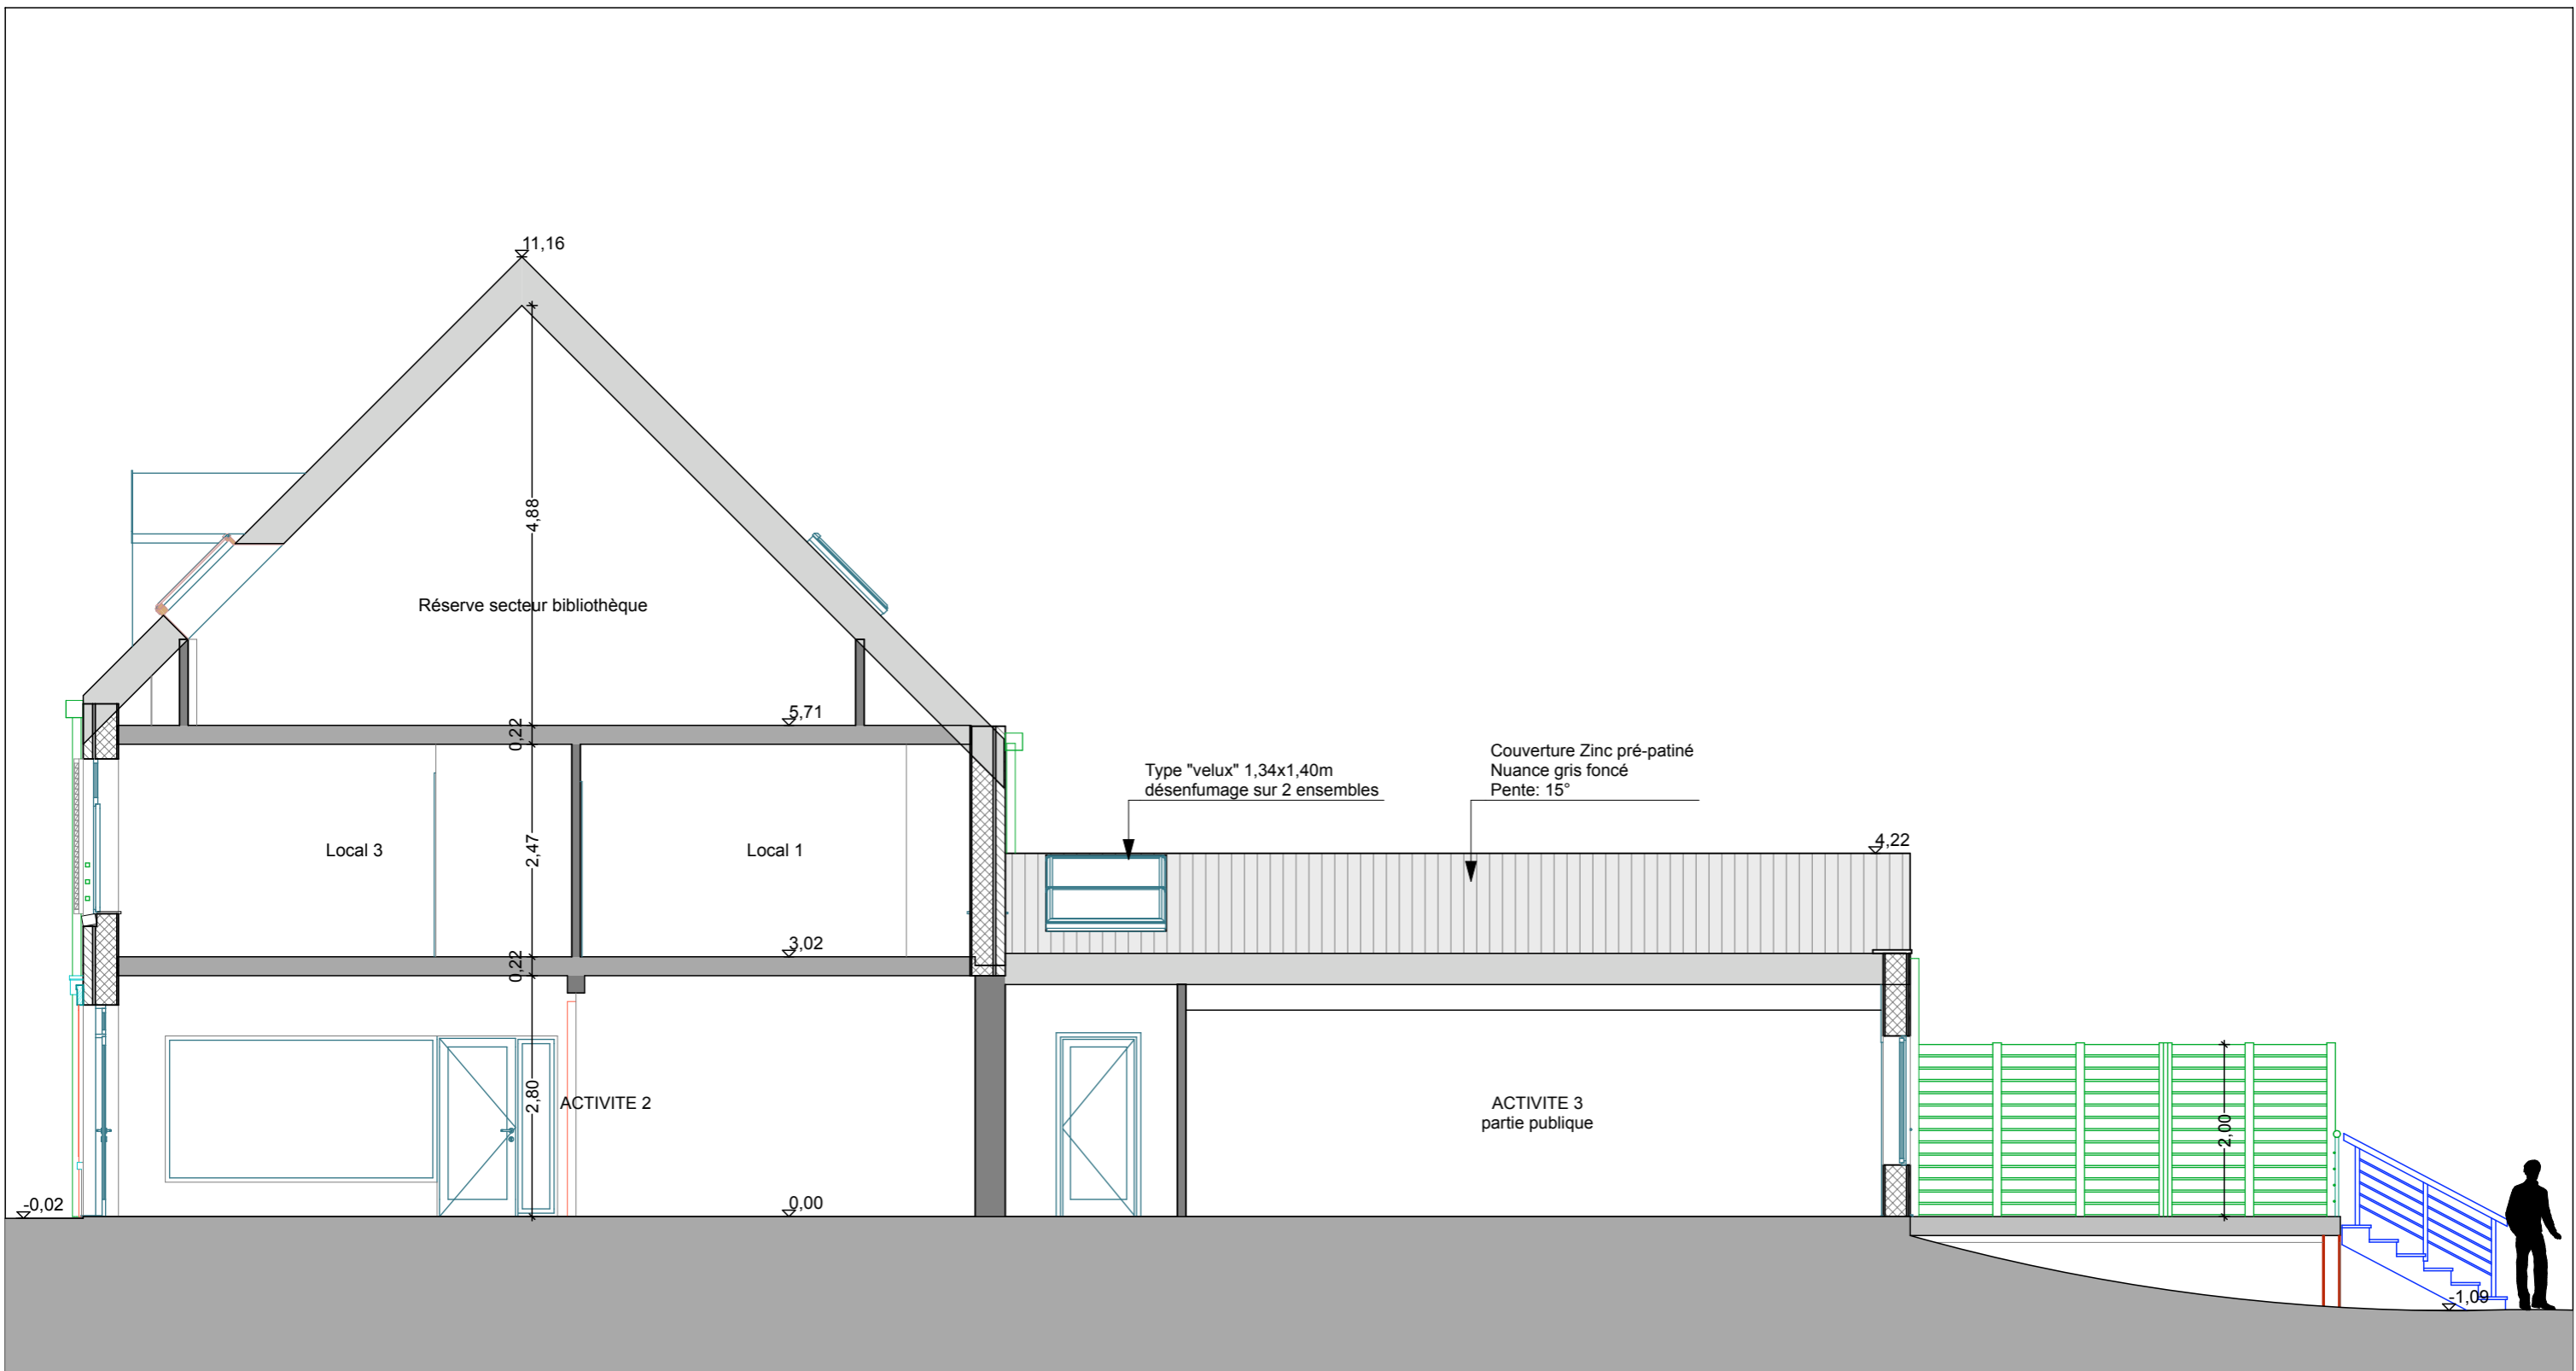 11,16
4,88
Réserve secteur bibliothèque
5,71
0,22
Type "velux" 1,34x1,40m
désenfumage sur 2 ensembles
Couverture Zinc pré-patiné
Nuance gris foncé
Pente: 15°
4,22
Local 3
2,47
Local 1
3,02
0,22
2,80
ACTIVITE 2
ACTIVITE 3
partie publique
2,00
-0,02
0,00
-1,09